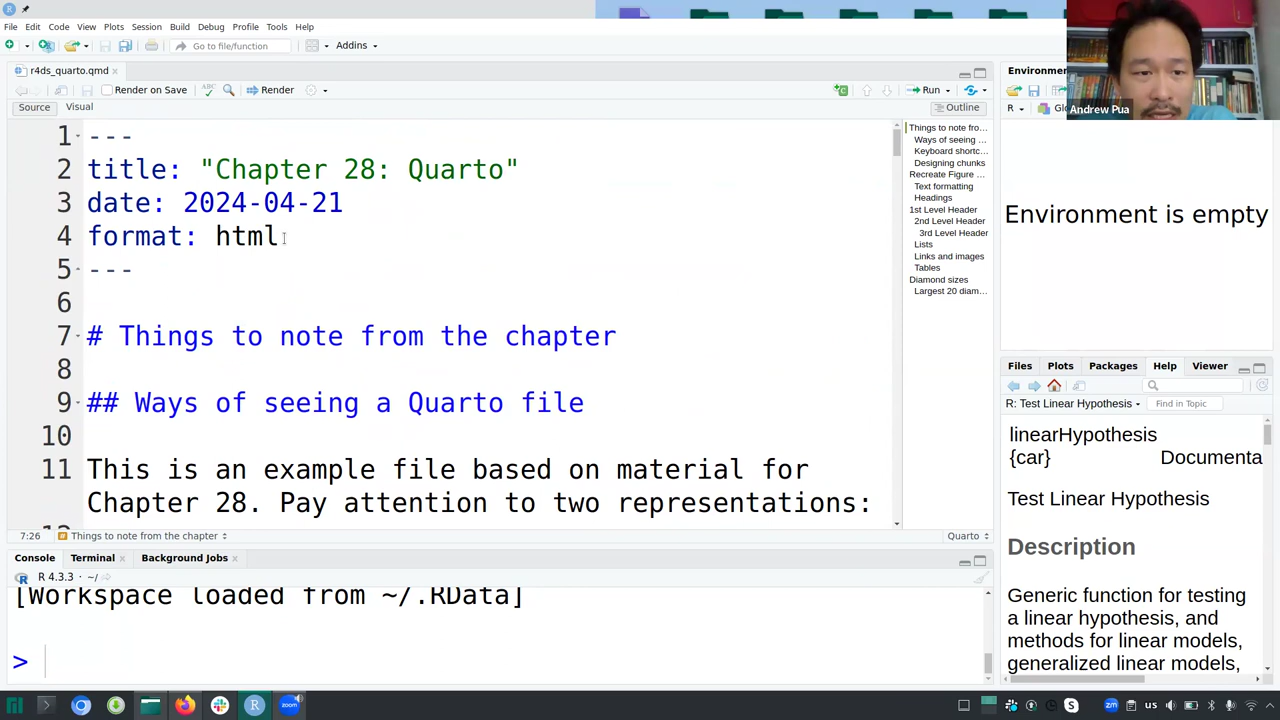 File Edit Code View Plots Session Build Debug Profile Tools Help
Go to file/function
Addins
r4ds_quarto.qmd
Render on Save
ABC
Render
Run
Source
Visual
Outline
1 ---
2 title: "Chapter 28: Quarto"
3 date: 2024-04-21
4 format: html
5 ---
6
7 # Things to note from the chapter
8
9 ## Ways of seeing a Quarto file
10
11 This is an example file based on material for
Chapter 28. Pay attention to two representations:
Things to note fro...
Ways of seeing ...
Keyboard shortc...
Designing chunks
Recreate Figure ...
Text formatting
Headings
1st Level Header
2nd Level Header
3rd Level Header
Lists
Links and images
Tables
Diamond sizes
Largest 20 diam...
7:26
# Things to note from the chapter
Quarto
Console
Terminal
Background Jobs
R 4.3.3 · ~/
[Workspace loaded from ~/.RData]
>
R
Andrew Pua
Environment is empty
Files
Plots
Packages
Help
Viewer
R: Test Linear Hypothesis
Find in Topic
linearHypothesis
{car}
Documenta
Test Linear Hypothesis
Description
Generic function for testing
a linear hypothesis, and
methods for linear models,
generalized linear models,
zoom
zm
us